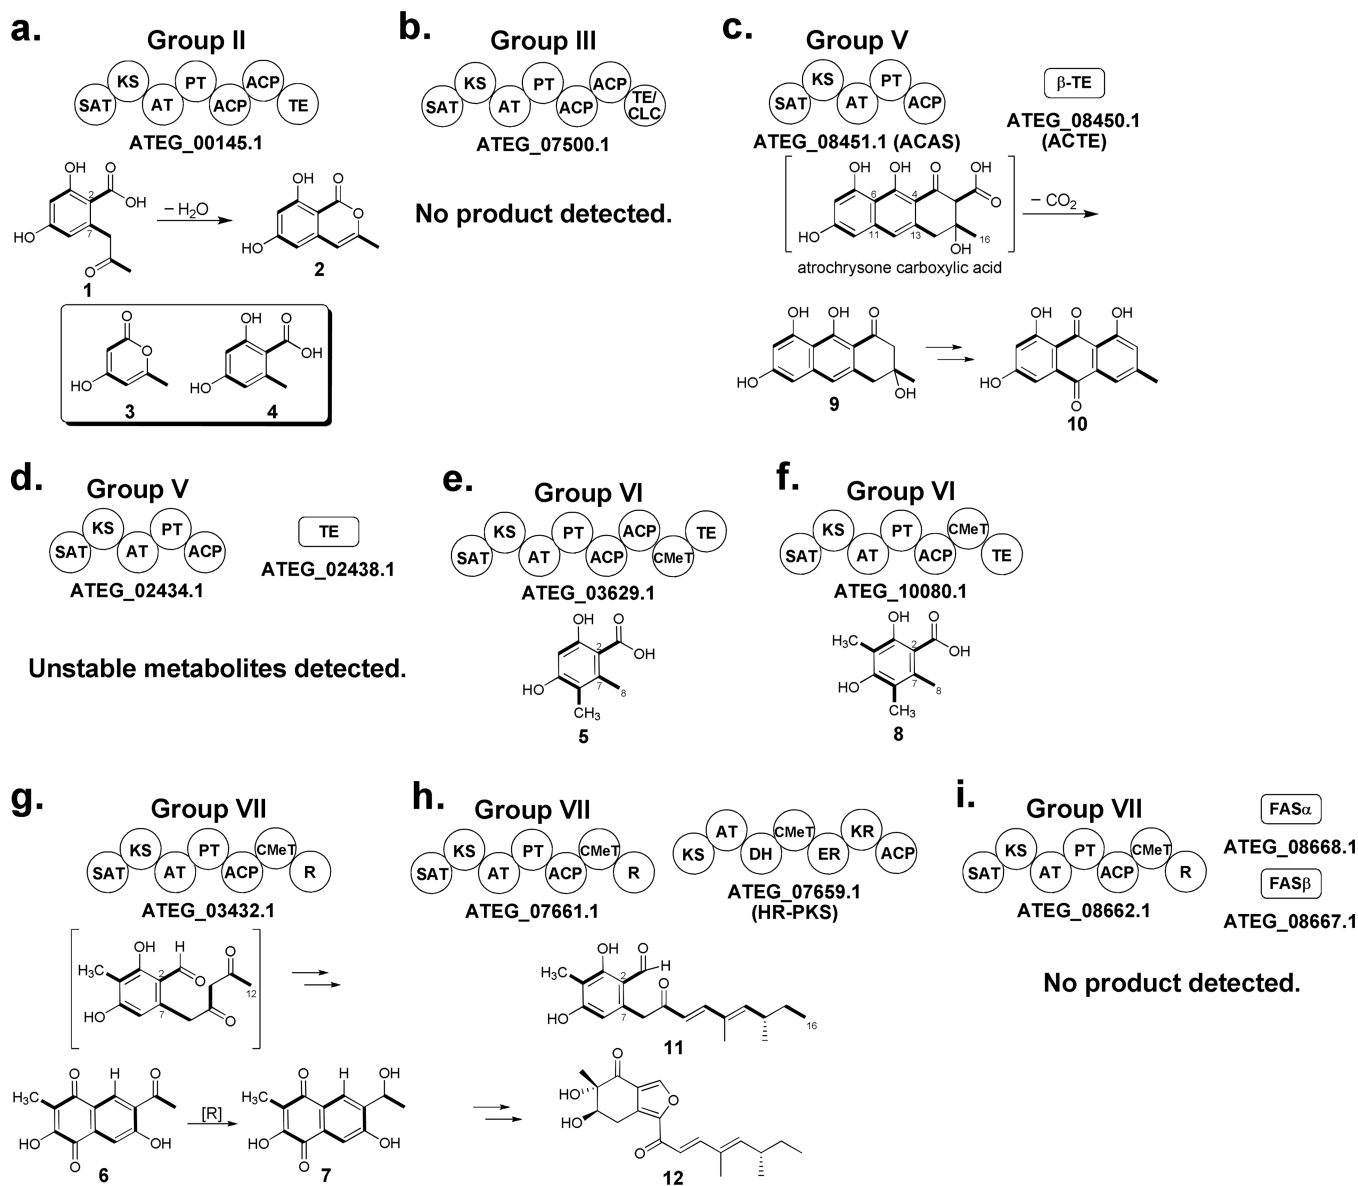 a.
Group II
SAT KS AT PT ACP ACP TE
ATEG_00145.1
OH O
2 OH
HO 7
O
1
– H₂O
OH O
O
HO
2
O
O
HO
3
OH O
OH
HO
4
b.
Group III
SAT KS AT PT ACP ACP TE/
CLC
ATEG_07500.1
No product detected.
c.
Group V
SAT KS AT PT ACP
β-TE
ATEG_08451.1 (ACAS)
ATEG_08450.1
(ACTE)
OH OH O OH
6 4 O
HO 11 13 16
OH
atrochrysone carboxylic acid
– CO₂
OH OH O
HO OH
9
OH O OH
HO
O
10
d.
Group V
SAT KS AT PT ACP
TE
ATEG_02434.1
ATEG_02438.1
Unstable metabolites detected.
e.
Group VI
SAT KS AT PT ACP ACP CMeT TE
ATEG_03629.1
OH O
2 OH
HO 7 8
CH₃
5
f.
Group VI
SAT KS AT PT ACP CMeT TE
ATEG_10080.1
OH O
H₃C 2 OH
HO 7 8
CH₃
8
g.
Group VII
SAT KS AT PT ACP CMeT R
ATEG_03432.1
OH H O
H₃C 2 O 12
HO 7 O
O H O
H₃C
HO OH
O
6
[R]
O H OH
H₃C
HO OH
O
7
h.
Group VII
SAT KS AT PT ACP CMeT R
ATEG_07661.1
KS AT DH CMeT ER KR ACP
ATEG_07659.1
(HR-PKS)
OH O
H₃C 2 H
O
HO 7 16
11
O
HO O
HO
O
12
i.
Group VII
SAT KS AT PT ACP CMeT R
ATEG_08662.1
FASα
ATEG_08668.1
FASβ
ATEG_08667.1
No product detected.